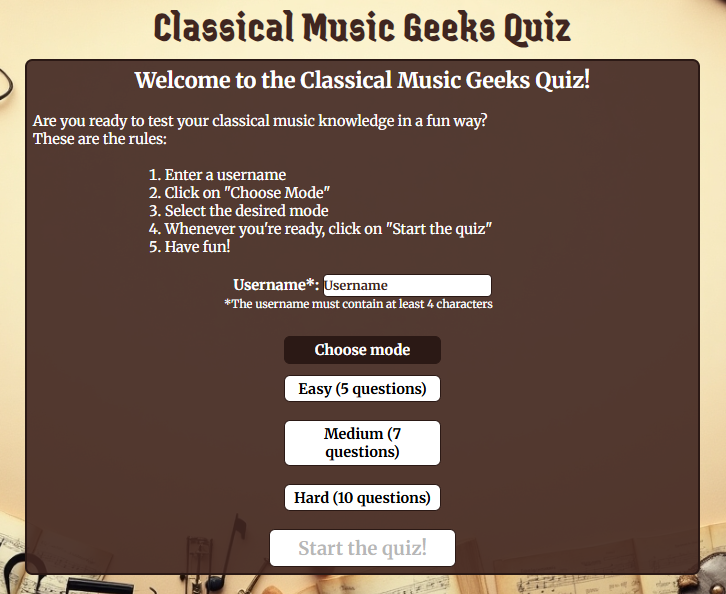 Classical Music Geeks Quiz
Welcome to the Classical Music Geeks Quiz!
Are you ready to test your classical music knowledge in a fun way?
These are the rules:
1. Enter a username
2. Click on "Choose Mode"
3. Select the desired mode
4. Whenever you're ready, click on "Start the quiz"
5. Have fun!
Username*: Username
*The username must contain at least 4 characters
Choose mode
Easy (5 questions)
Medium (7
questions)
Hard (10 questions)
Start the quiz!